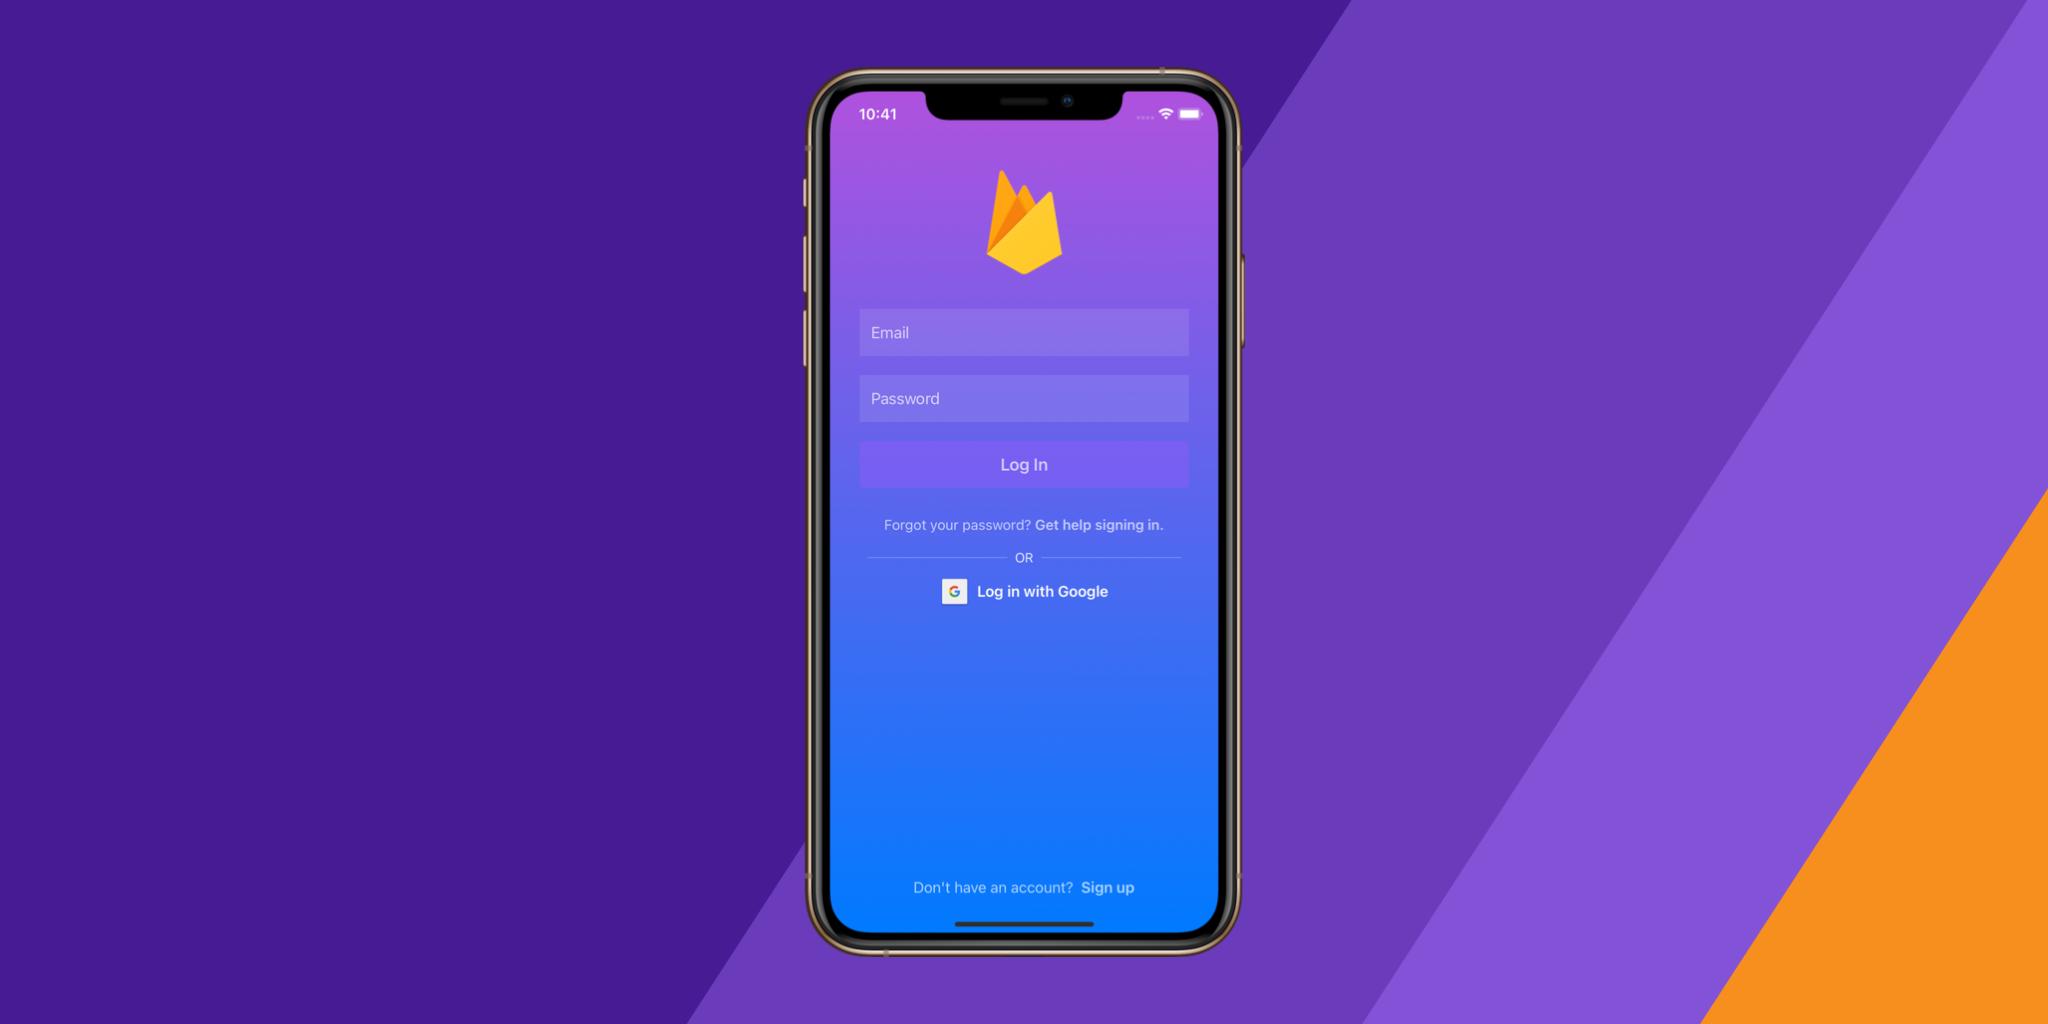 10:41
Email
Password
Log In
Forgot your password? Get help signing in.
OR
G Log in with Google
Don't have an account? Sign up